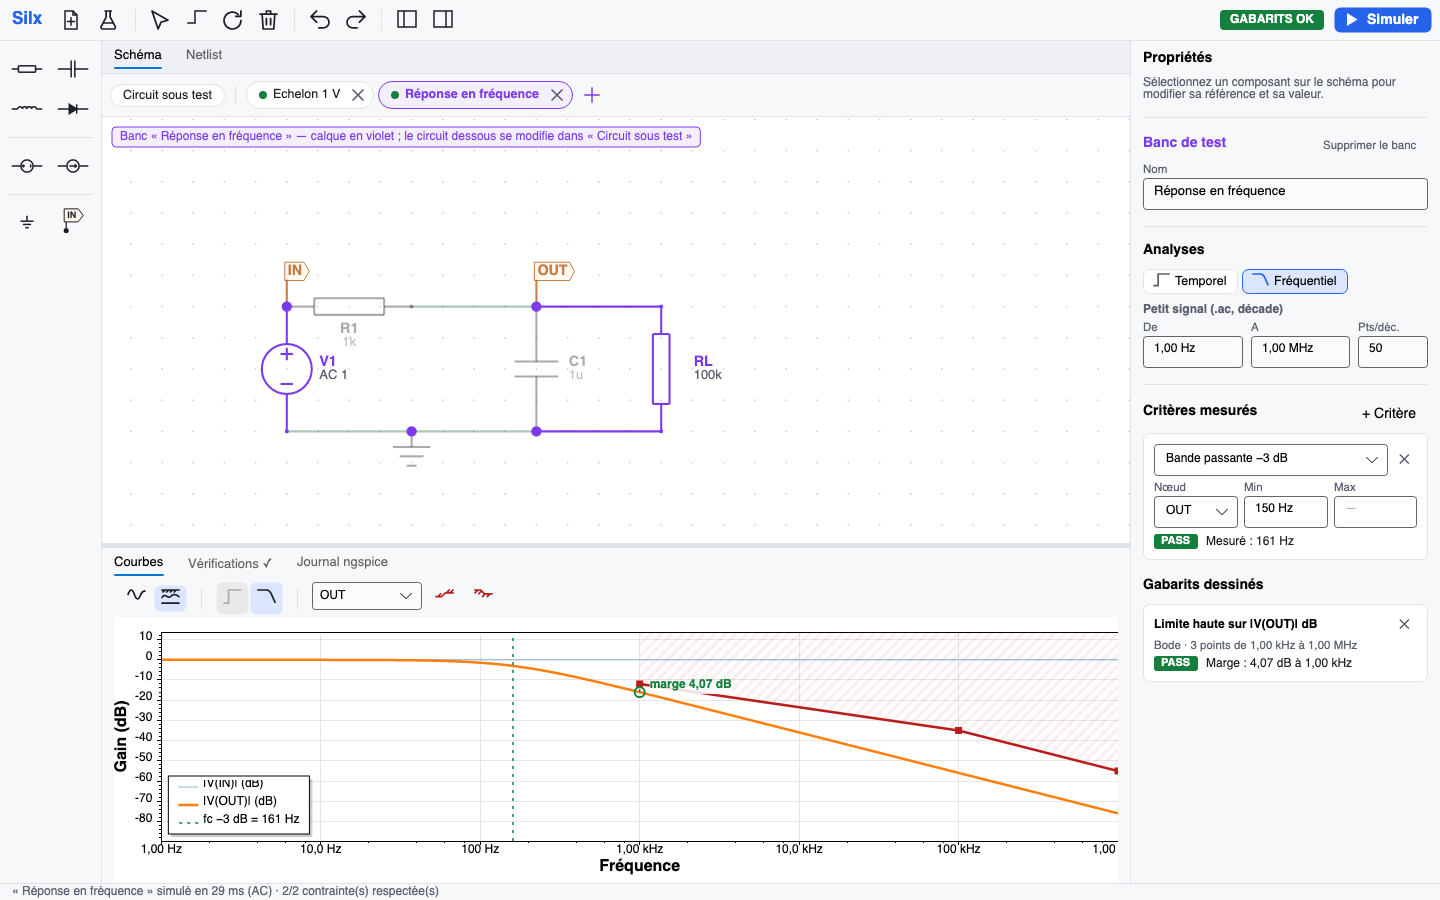 Silx
GABARITS OK
Simuler
IN
Schéma
Netlist
Circuit sous test
Echelon 1 V
Réponse en fréquence
Banc « Réponse en fréquence » — calque en violet ; le circuit dessous se modifie dans « Circuit sous test »
IN
OUT
R1
1k
V1
AC 1
C1
1u
RL
100k
Courbes
Vérifications ✓
Journal ngspice
OUT
10
0
-10
-20
-30
-40
-50
-60
-70
-80
Gain (dB)
marge 4,07 dB
|V(IN)| (dB)
|V(OUT)| (dB)
fc −3 dB = 161 Hz
1,00 Hz
10,0 Hz
100 Hz
1,00 kHz
10,0 kHz
100 kHz
1,00
Fréquence
Propriétés
Sélectionnez un composant sur le schéma pour
modifier sa référence et sa valeur.
Banc de test
Supprimer le banc
Nom
Réponse en fréquence
Analyses
Temporel
Fréquentiel
Petit signal (.ac, décade)
De
A
Pts/déc.
1,00 Hz
1,00 MHz
50
Critères mesurés
+ Critère
Bande passante −3 dB
Nœud
Min
Max
OUT
150 Hz
—
PASS
Mesuré : 161 Hz
Gabarits dessinés
Limite haute sur |V(OUT)| dB
Bode · 3 points de 1,00 kHz à 1,00 MHz
PASS
Marge : 4,07 dB à 1,00 kHz
« Réponse en fréquence » simulé en 29 ms (AC) · 2/2 contrainte(s) respectée(s)